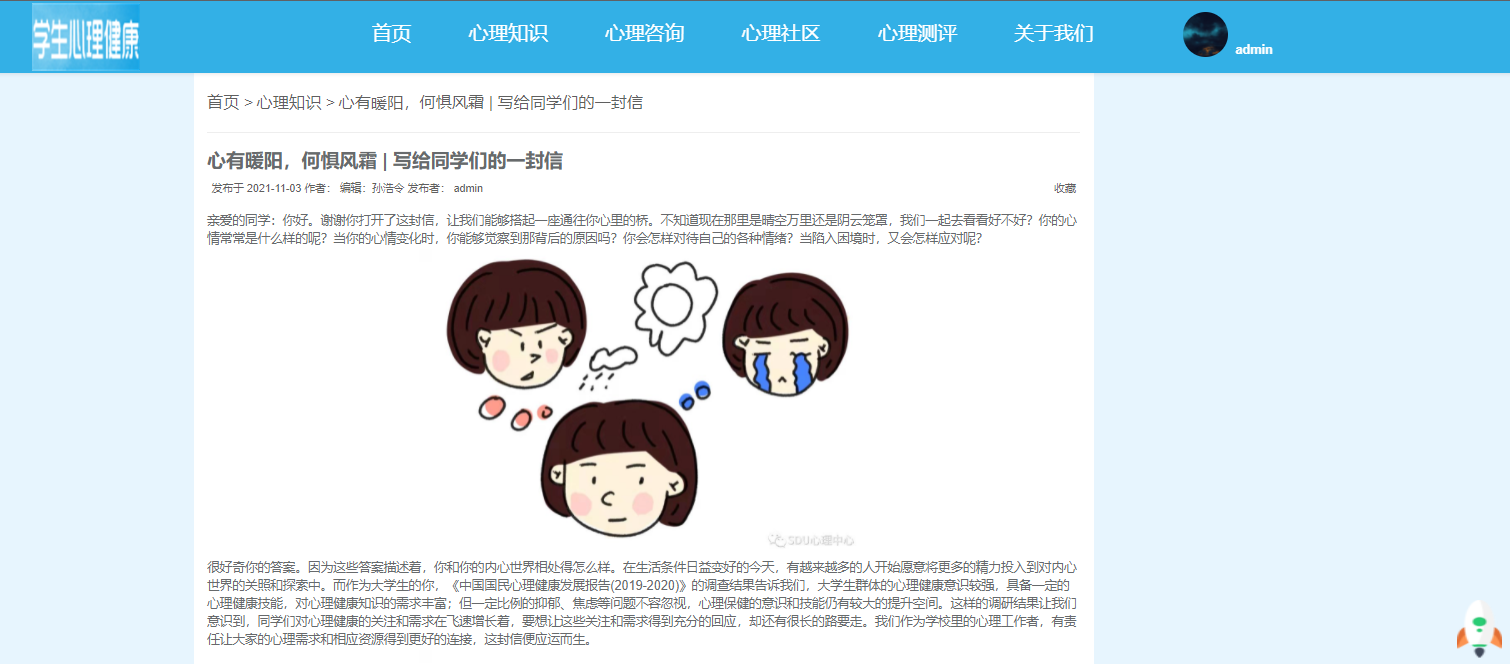 学生心理健康
首页 心理知识 心理咨询 心理社区 心理测评 关于我们 admin
首页 > 心理知识 > 心有暖阳，何惧风霜 | 写给同学们的一封信
心有暖阳，何惧风霜 | 写给同学们的一封信
发布于 2021-11-03 作者： 编辑：孙浩令 发布者： admin 收藏
亲爱的同学：你好。谢谢你打开了这封信，让我们能够搭起一座通往你心里的桥。不知道现在那里是晴空万里还是阴云笼罩，我们一起去看看好不好？你的心
情常常是什么样的呢？当你的心情变化时，你能够觉察到那背后的原因吗？你会怎样对待自己的各种情绪？当陷入困境时，又会怎样应对呢？
SDU心理中心
很好奇你的答案。因为这些答案描述着，你和你的内心世界相处得怎么样。在生活条件日益变好的今天，有越来越多的人开始愿意将更多的精力投入到对内心
世界的关照和探索中。而作为大学生的你，《中国国民心理健康发展报告(2019-2020)》的调查结果告诉我们，大学生群体的心理健康意识较强，具备一定的
心理健康技能，对心理健康知识的需求丰富；但一定比例的抑郁、焦虑等问题不容忽视，心理保健的意识和技能仍有较大的提升空间。这样的调研结果让我们
意识到，同学们对心理健康的关注和需求在飞速增长着，要想让这些关注和需求得到充分的回应，却还有很长的路要走。我们作为学校里的心理工作者，有责
任让大家的心理需求和相应资源得到更好的连接，这封信便应运而生。